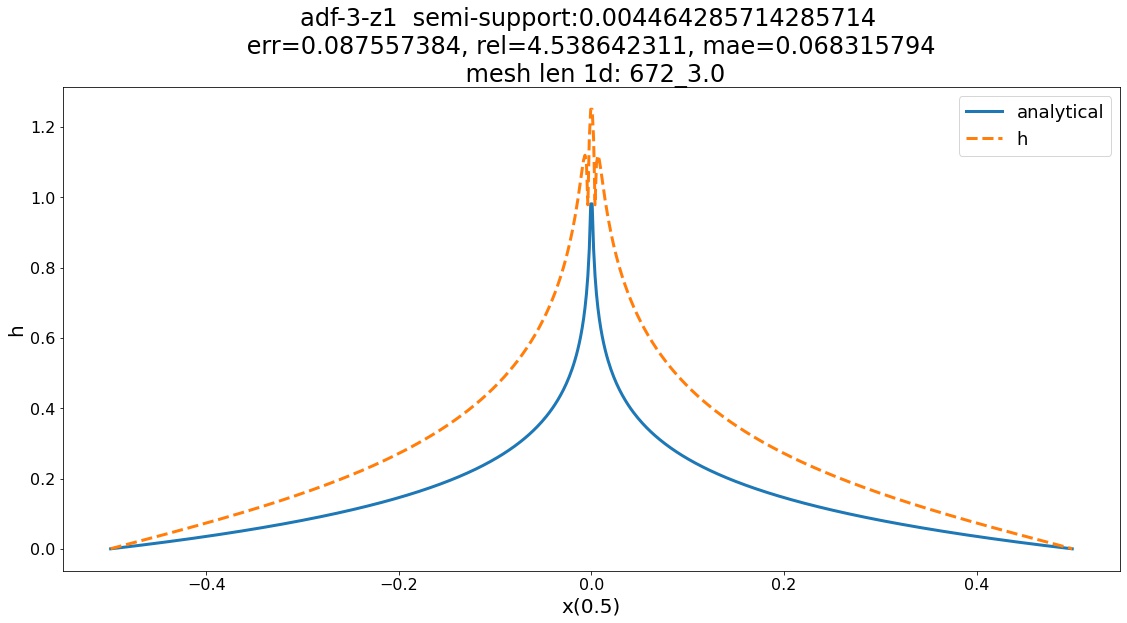 adf-3-z1  semi-support:0.004464285714285714
err=0.087557384, rel=4.538642311, mae=0.068315794
mesh len 1d: 672_3.0
analytical
h
h
1.2
1.0
0.8
0.6
0.4
0.2
0.0
−0.4
−0.2
0.0
0.2
0.4
x(0.5)